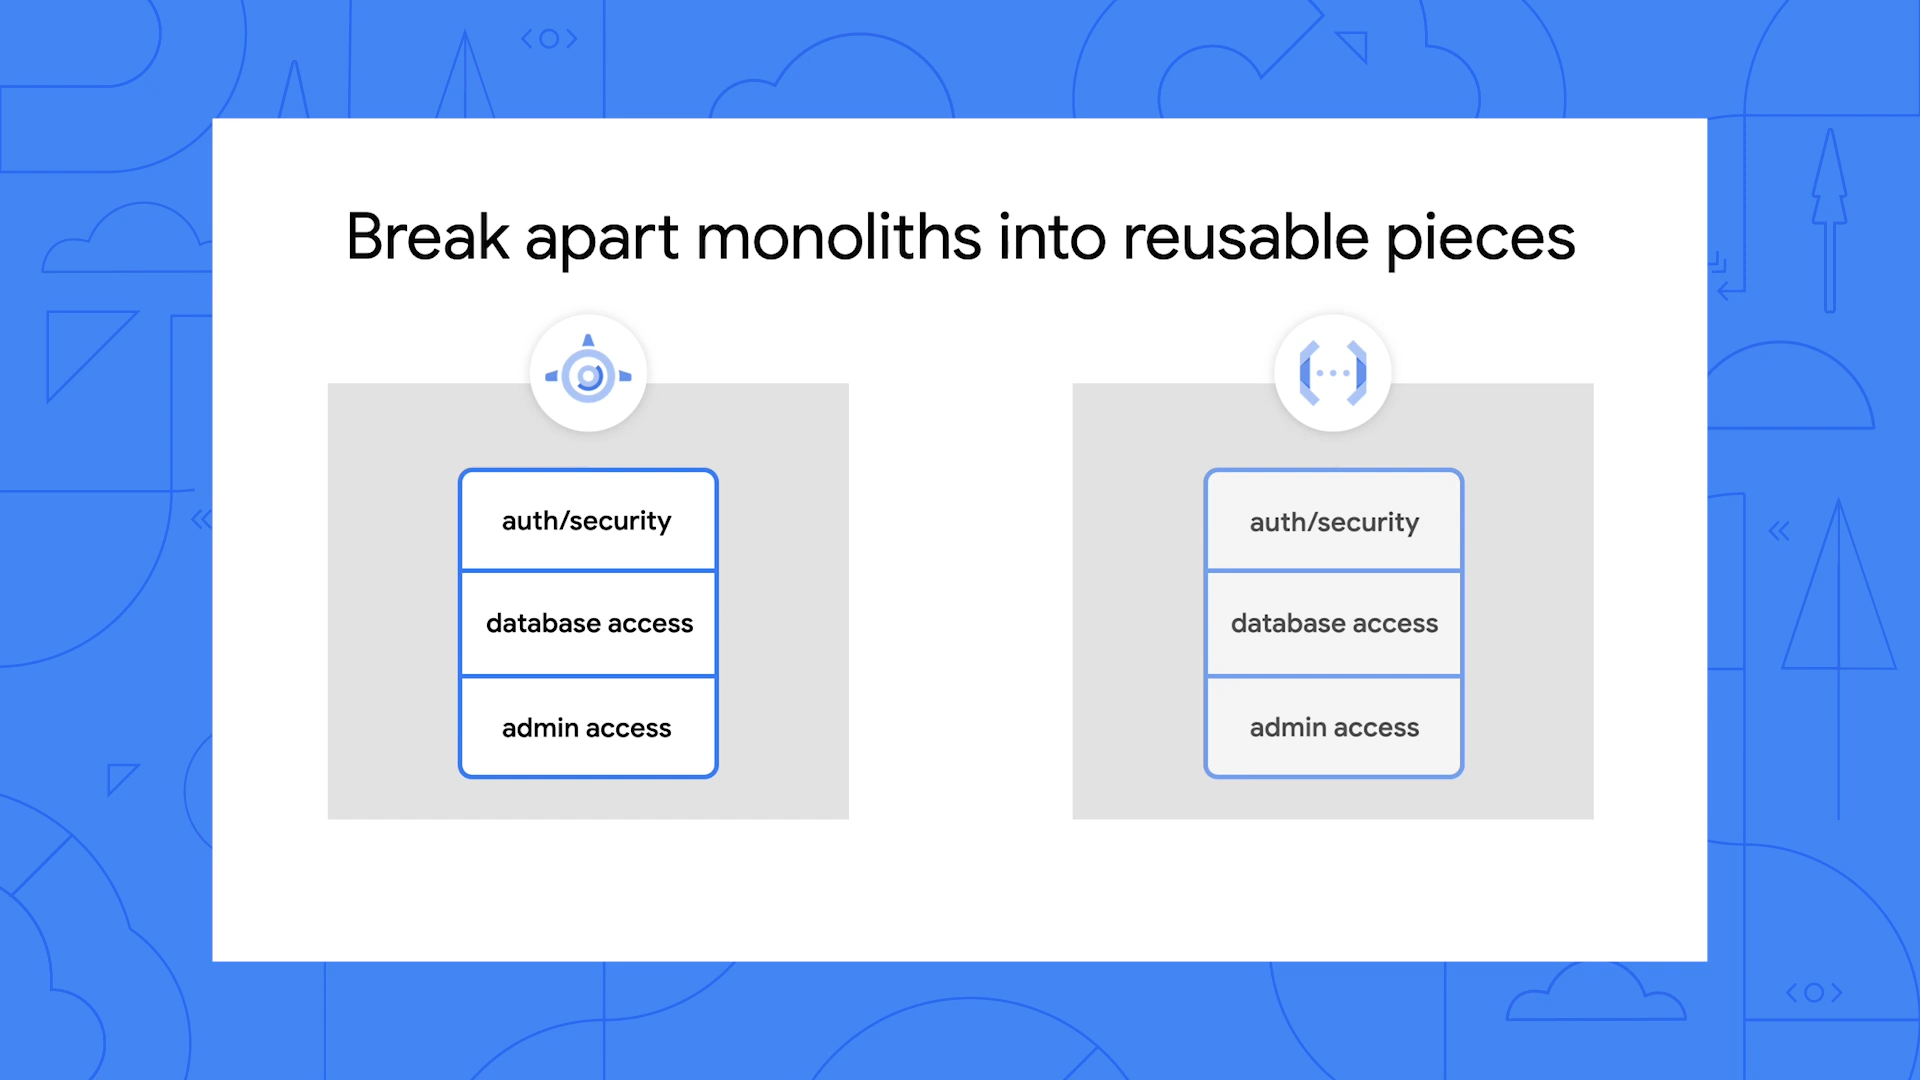 Break apart monoliths into reusable pieces
auth/security
database access
admin access
auth/security
database access
admin access